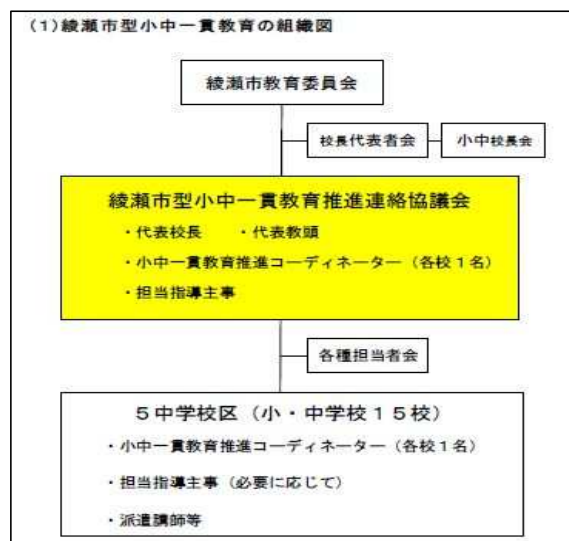 (1)綾瀬市型小中一貫教育の組織図
綾瀬市教育委員会
校長代表者会
小中校長会
綾瀬市型小中一貫教育推進連絡協議会
・代表校長 ・代表教頭
・小中一貫教育推進コーディネーター(各校1名)
・担当指導主事
各種担当者会
5中学校区(小・中学校15校)
・小中一貫教育推進コーディネーター(各校1名)
・担当指導主事(必要に応じて)
・派遣講師等